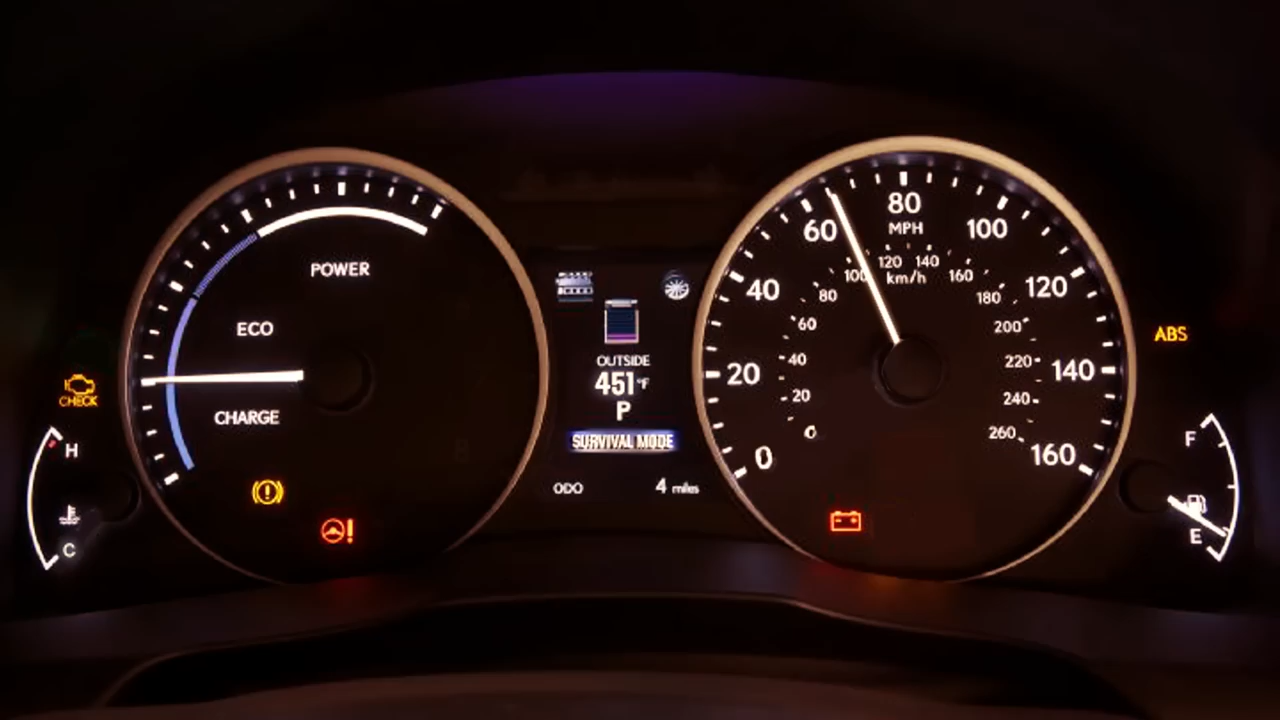 POWER
ECO
CHARGE
CHECK
H
C
OUTSIDE
451°F
P
SURVIVAL MODE
ODO 4 miles
0 20 40 60 80 100 120 140 160
MPH
km/h
0 20 40 60 80 100 120 140 160 180 200 220 240 260
ABS
F
E